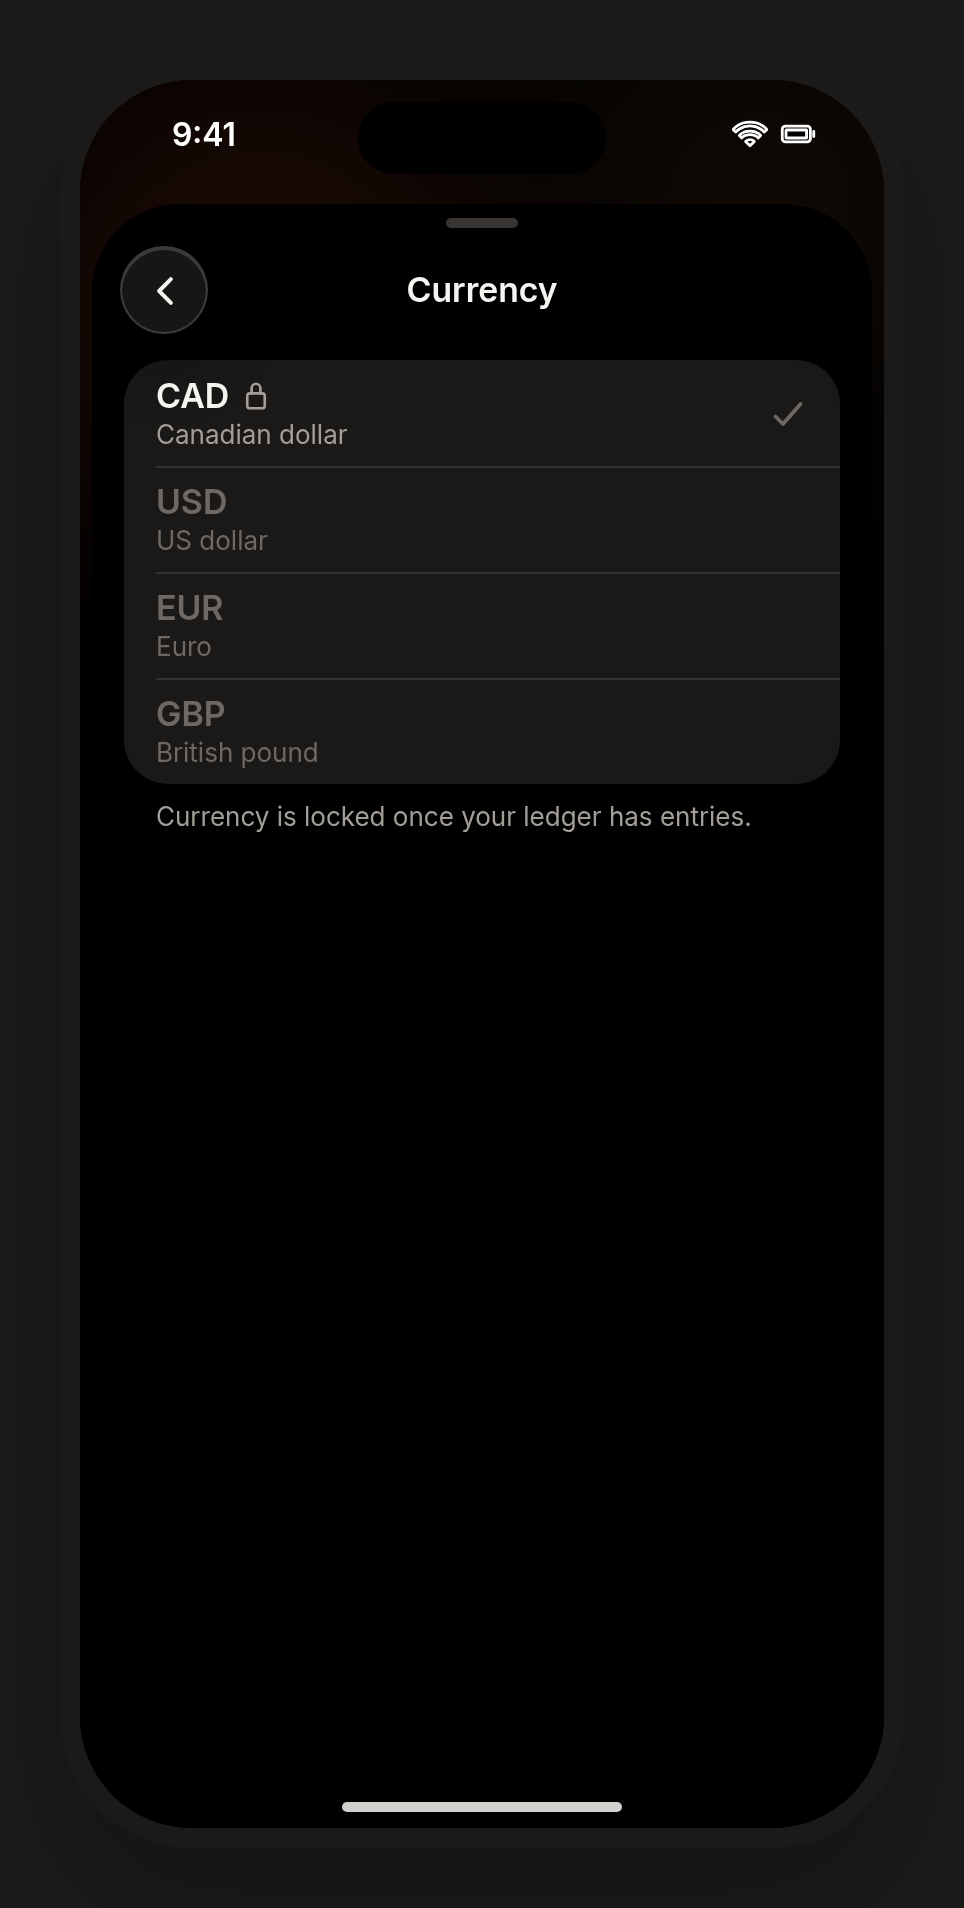 9:41
Currency
CAD
Canadian dollar
USD
US dollar
EUR
Euro
GBP
British pound
Currency is locked once your ledger has entries.